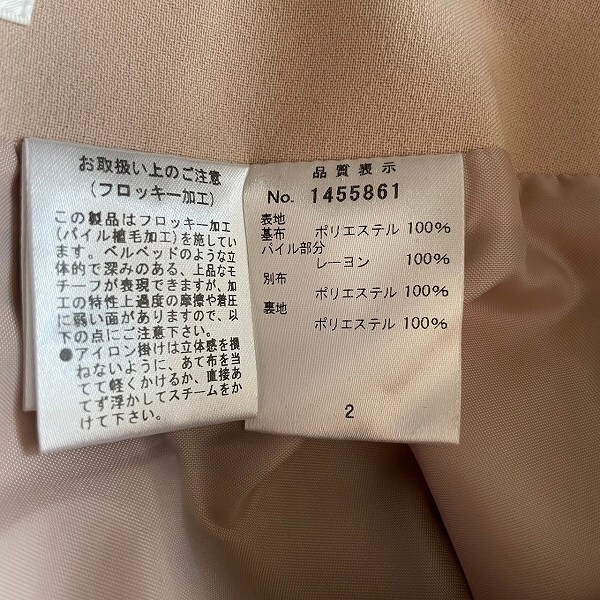 お取扱い上のご注意
(フロッキー加工)
この製品はフロッキー加工
(パイル植毛加工)を施してい
ます。ベルベッドのような立
体的で深みのある、上品なモ
チーフが表現できますが、加
工の特性上過度の摩擦や着圧
に弱い面がありますので、以
下の点にご注意下さい。
●アイロン掛けは立体感を損
ねないように、あて布を当
てて軽くかけるか、直接あ
てず浮かしてスチームをか
けて下さい。
品質表示
No. 1455861
表地
基布 ポリエステル 100%
パイル部分
レーヨン 100%
別布
ポリエステル 100%
裏地
ポリエステル 100%
2